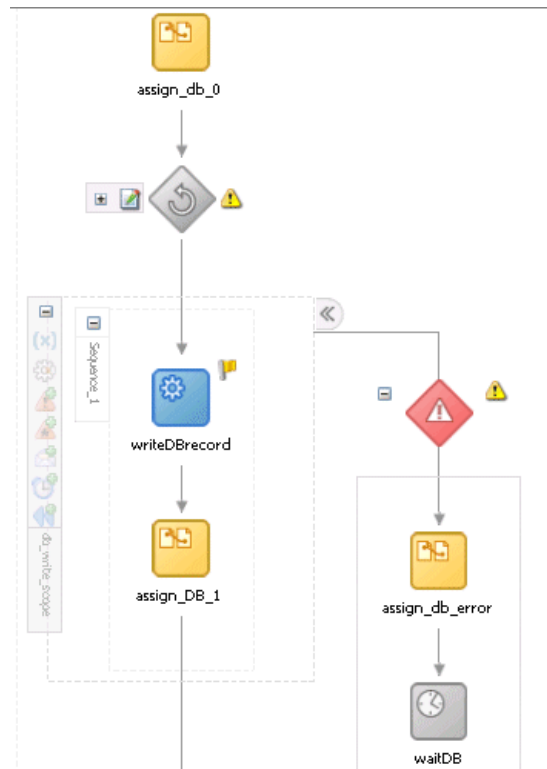 assign_db_0
Sequence_1
writeDBrecord
assign_DB_1
db_write_scope
assign_db_error
waitDB